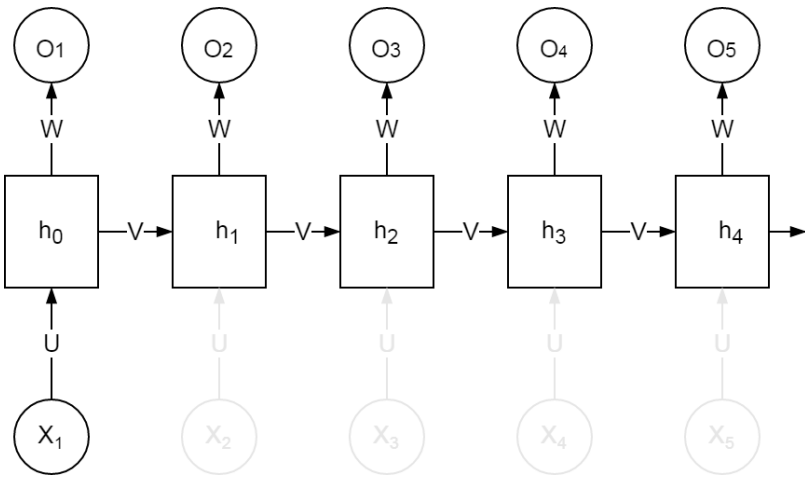 O1 O2 O3 O4 O5
W W W W W
h0 V h1 V h2 V h3 V h4
U U U U U
X1 X2 X3 X4 X5